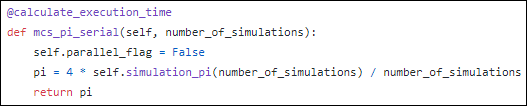 @calculate_execution_time
def mcs_pi_serial(self, number_of_simulations):
    self.parallel_flag = False
    pi = 4 * self.simulation_pi(number_of_simulations) / number_of_simulations
    return pi